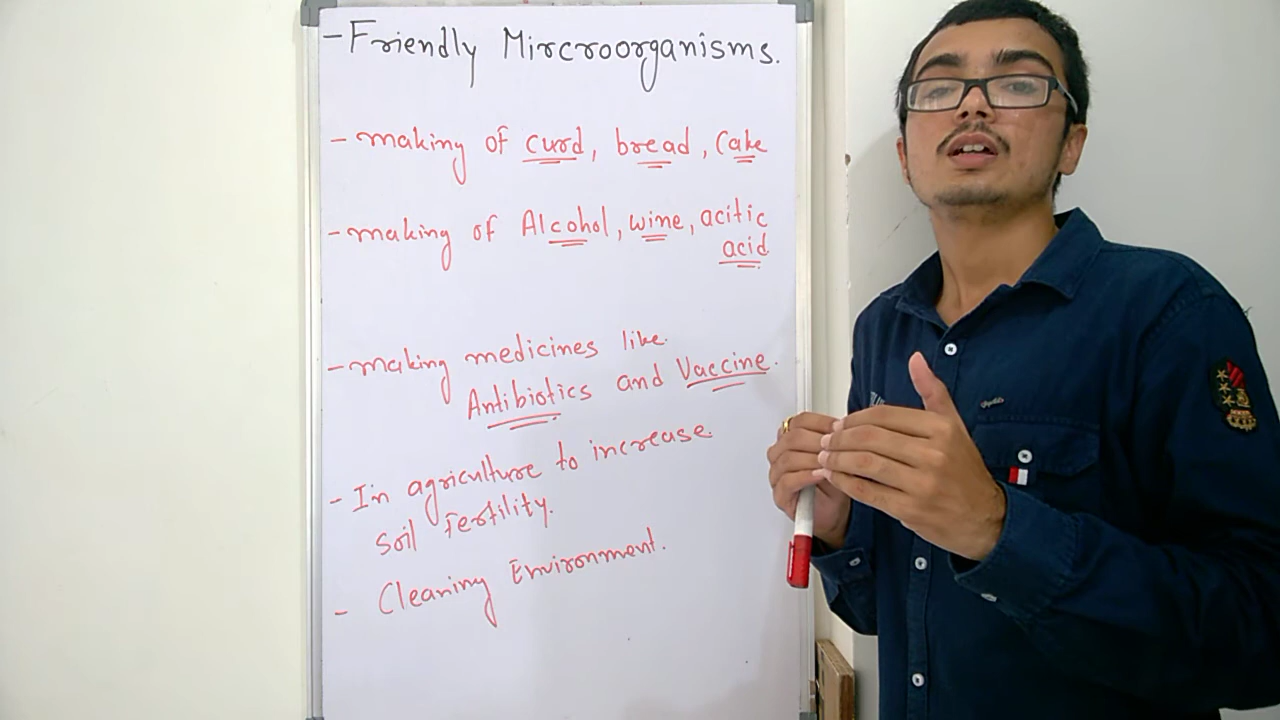 - Friendly Mircroorganisms.
- making of curd, bread, Cake
- making of Alcohol, wine, acitic
acid
- making medicines like
Antibiotics and Vaccine.
- In agriculture to increase
soil fertility.
- Cleaning Environment.